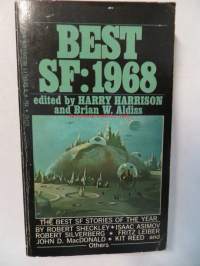 BEST
SF:1968
edited by HARRY HARRISON
and Brian W. Aldiss
THE BEST SF STORIES OF THE YEAR
BY ROBERT SHECKLEY • ISAAC ASIMOV
ROBERT SILVERBERG • FRITZ LEIBER
JOHN D. MacDONALD • KIT REED and
Others